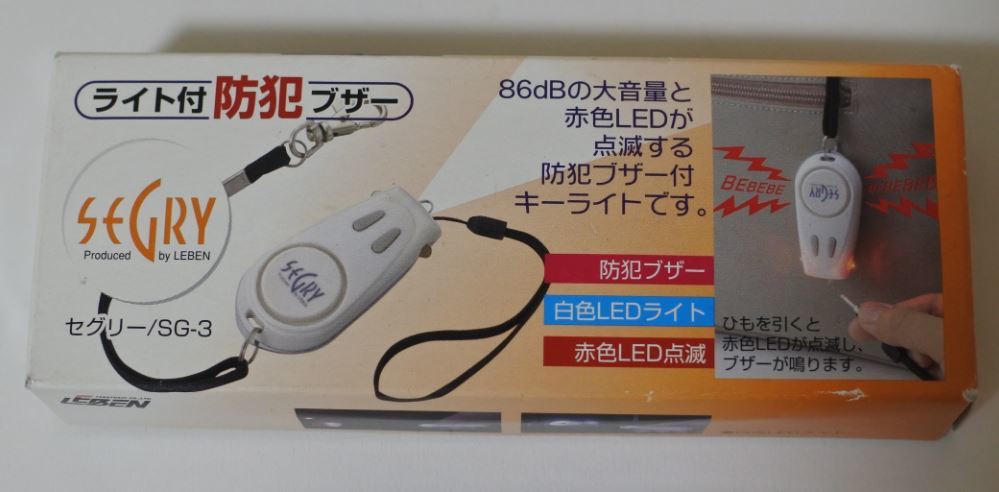 ライト付 防犯 ブザー
SEGRY
Produced by LEBEN
セグリー/SG-3
LEBEN
86dBの大音量と
赤色LEDが
点滅する
防犯ブザー付
キーライトです。
防犯ブザー
白色LEDライト
赤色LED点滅
SEGRY
BEBEBE
SEGRY
BEBEBE
ひもを引くと
赤色LEDが点滅し、
ブザーが鳴ります。